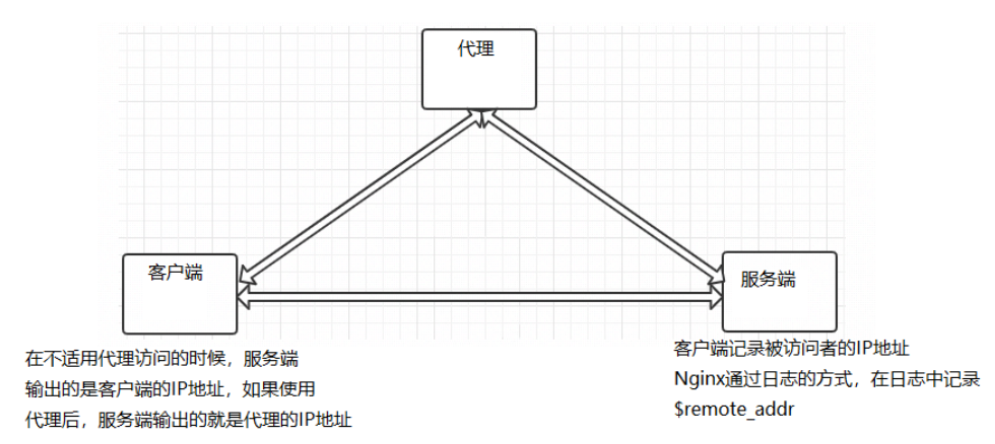 代理
客户端
服务端
在不适用代理访问的时候，服务端
输出的是客户端的IP地址，如果使用
代理后，服务端输出的就是代理的IP地址
客户端记录被访问者的IP地址
Nginx通过日志的方式，在日志中记录
$remote_addr